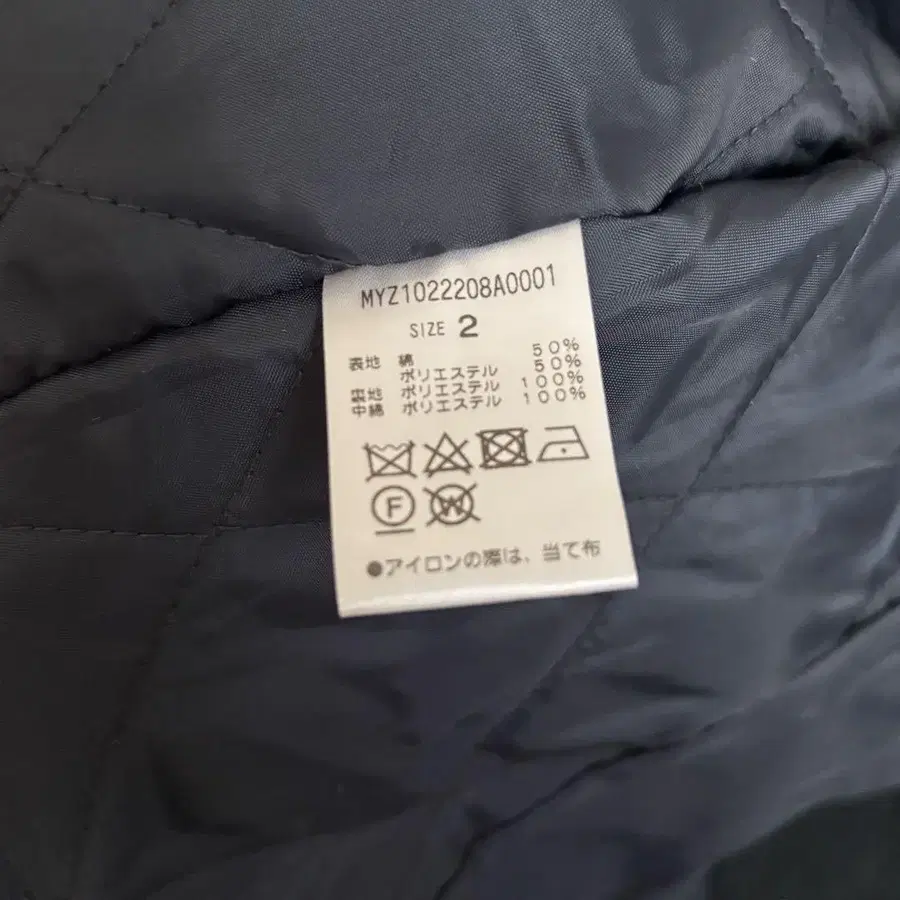 MYZ1022208A0001
SIZE 2
表地 綿 50%
ポリエステル 50%
裏地 ポリエステル 100%
中綿 ポリエステル 100%
F W
●アイロンの際は、当て布